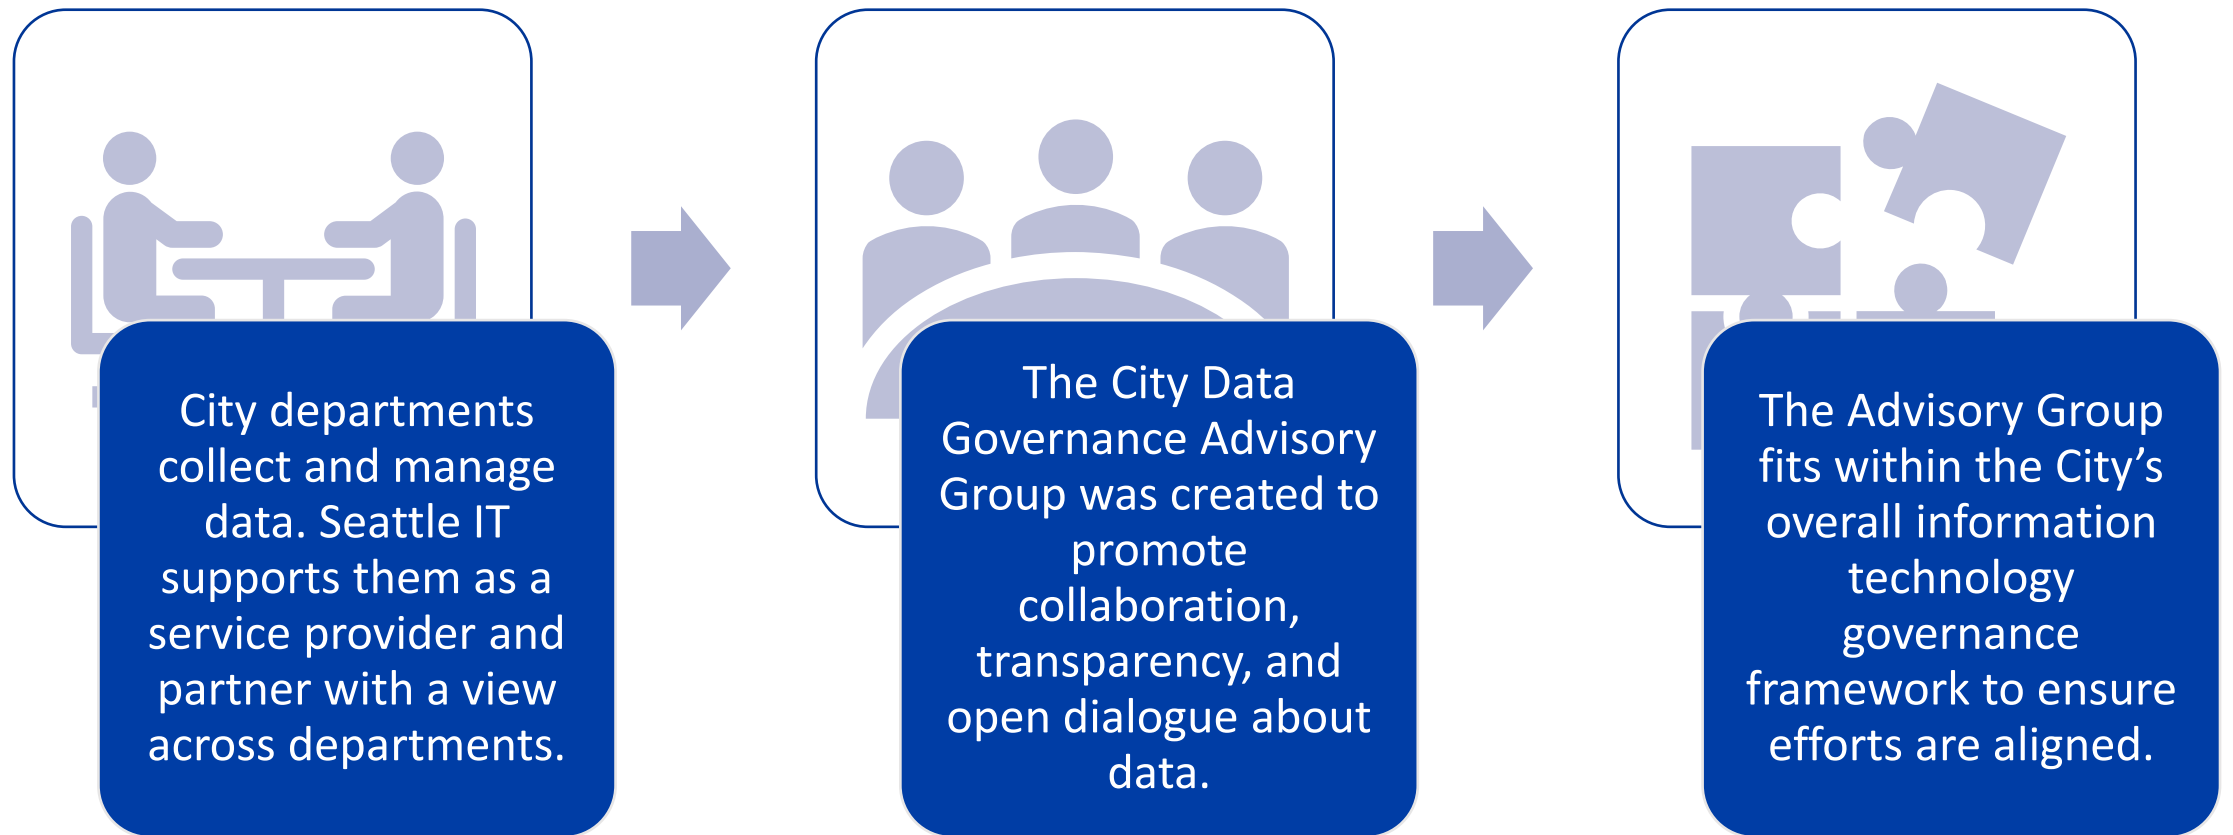 City departments
collect and manage
data. Seattle IT
supports them as a
service provider and
partner with a view
across departments.
The City Data
Governance Advisory
Group was created to
promote
collaboration,
transparency, and
open dialogue about
data.
The Advisory Group
fits within the City’s
overall information
technology
governance
framework to ensure
efforts are aligned.